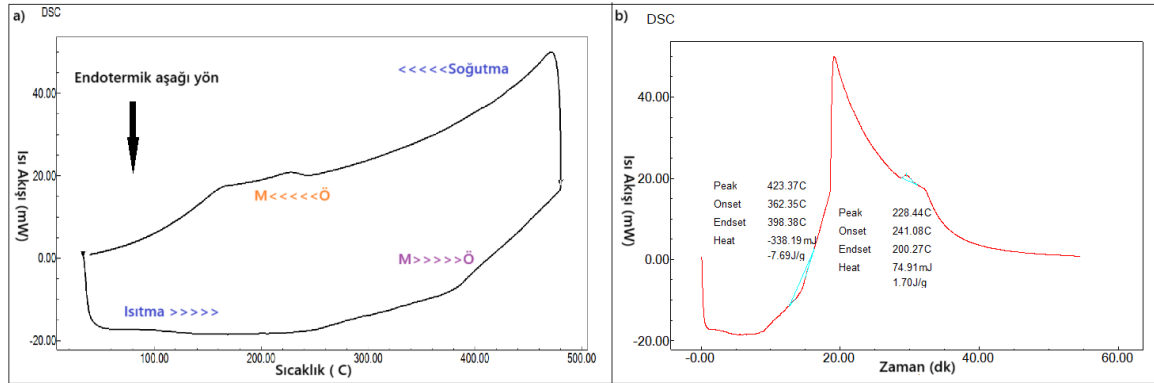 a)
DSC
Endotermik aşağı yön
<<<<<Soğutma
M<<<<<Ö
M>>>>>Ö
Isıtma >>>>>
40.00
20.00
0.00
-20.00
Isı Akışı (mW)
100.00
200.00
300.00
400.00
500.00
Sıcaklık ( C)
b)
DSC
40.00
20.00
0.00
-20.00
Isı Akışı (mW)
Peak 423.37C
Onset 362.35C
Endset 398.38C
Heat -338.19mJ
-7.69J/g
Peak 228.44C
Onset 241.08C
Endset 200.27C
Heat 74.91mJ
1.70J/g
-0.00
20.00
40.00
60.00
Zaman (dk)